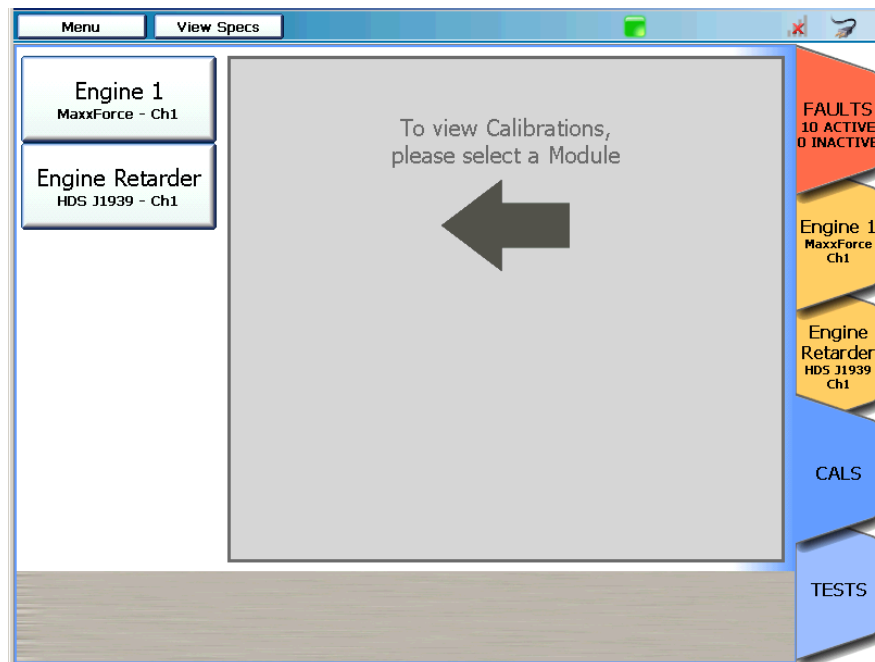 Menu
View Specs
Engine 1
MaxxForce - Ch1
Engine Retarder
HDS J1939 - Ch1
To view Calibrations,
please select a Module
FAULTS
10 ACTIVE
0 INACTIVE
Engine 1
MaxxForce
Ch1
Engine
Retarder
HDS J1939
Ch1
CALS
TESTS